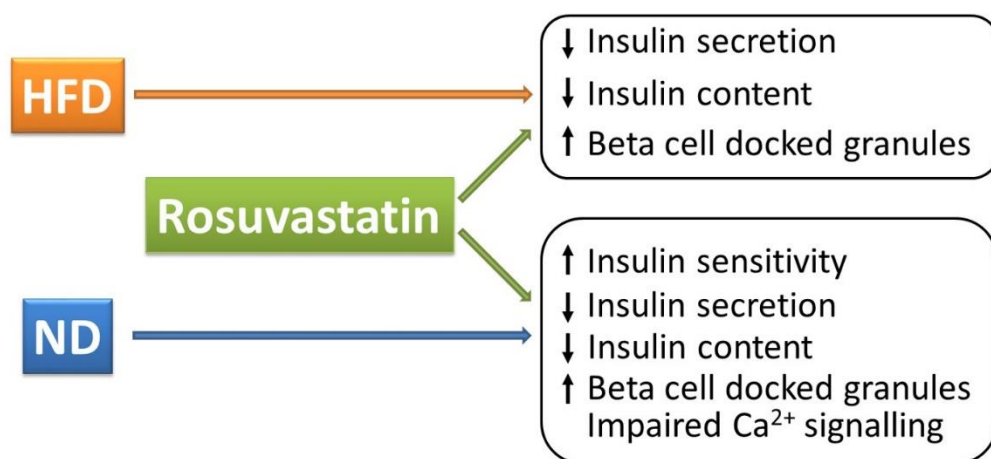 HFD
↓ Insulin secretion
↓ Insulin content
↑ Beta cell docked granules
Rosuvastatin
ND
↑ Insulin sensitivity
↓ Insulin secretion
↓ Insulin content
↑ Beta cell docked granules
Impaired Ca²⁺ signalling